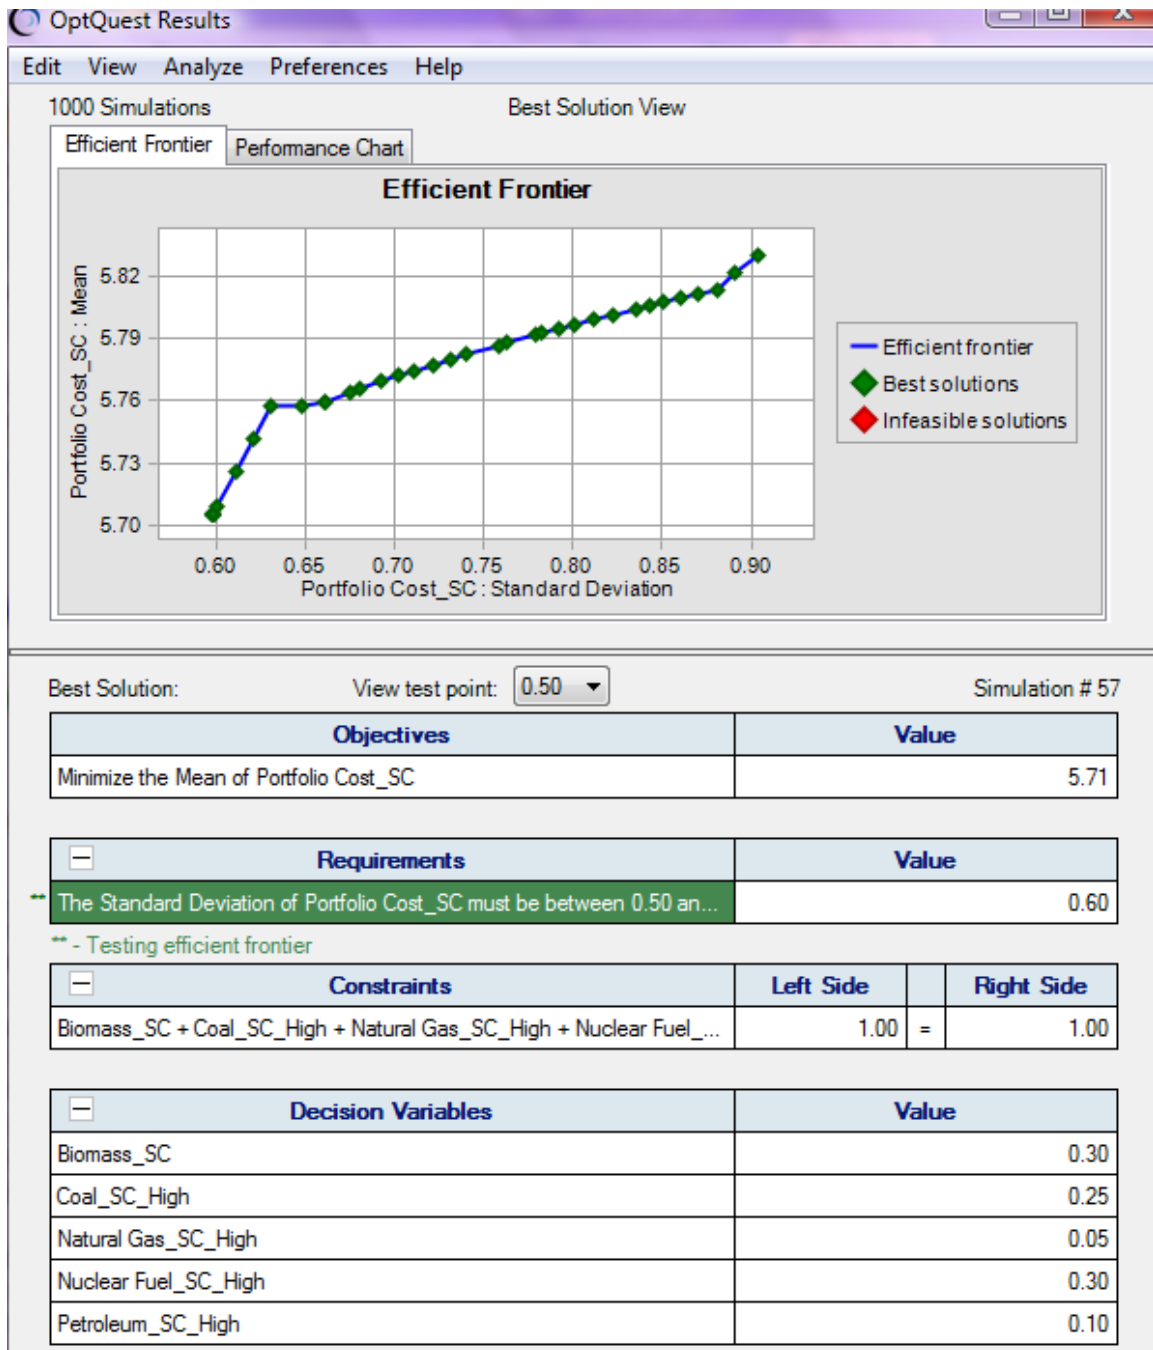 OptQuest Results
Edit View Analyze Preferences Help
1000 Simulations Best Solution View
Efficient Frontier Performance Chart
Efficient Frontier
Portfolio Cost_SC : Mean
5.82
5.79
5.76
5.73
5.70
0.60 0.65 0.70 0.75 0.80 0.85 0.90
Portfolio Cost_SC : Standard Deviation
Efficient frontier
Best solutions
Infeasible solutions
Best Solution: View test point: 0.50 Simulation # 57
Objectives Value
Minimize the Mean of Portfolio Cost_SC 5.71
Requirements Value
** The Standard Deviation of Portfolio Cost_SC must be between 0.50 an... 0.60
** - Testing efficient frontier
Constraints Left Side Right Side
Biomass_SC + Coal_SC_High + Natural Gas_SC_High + Nuclear Fuel_... 1.00 = 1.00
Decision Variables Value
Biomass_SC 0.30
Coal_SC_High 0.25
Natural Gas_SC_High 0.05
Nuclear Fuel_SC_High 0.30
Petroleum_SC_High 0.10